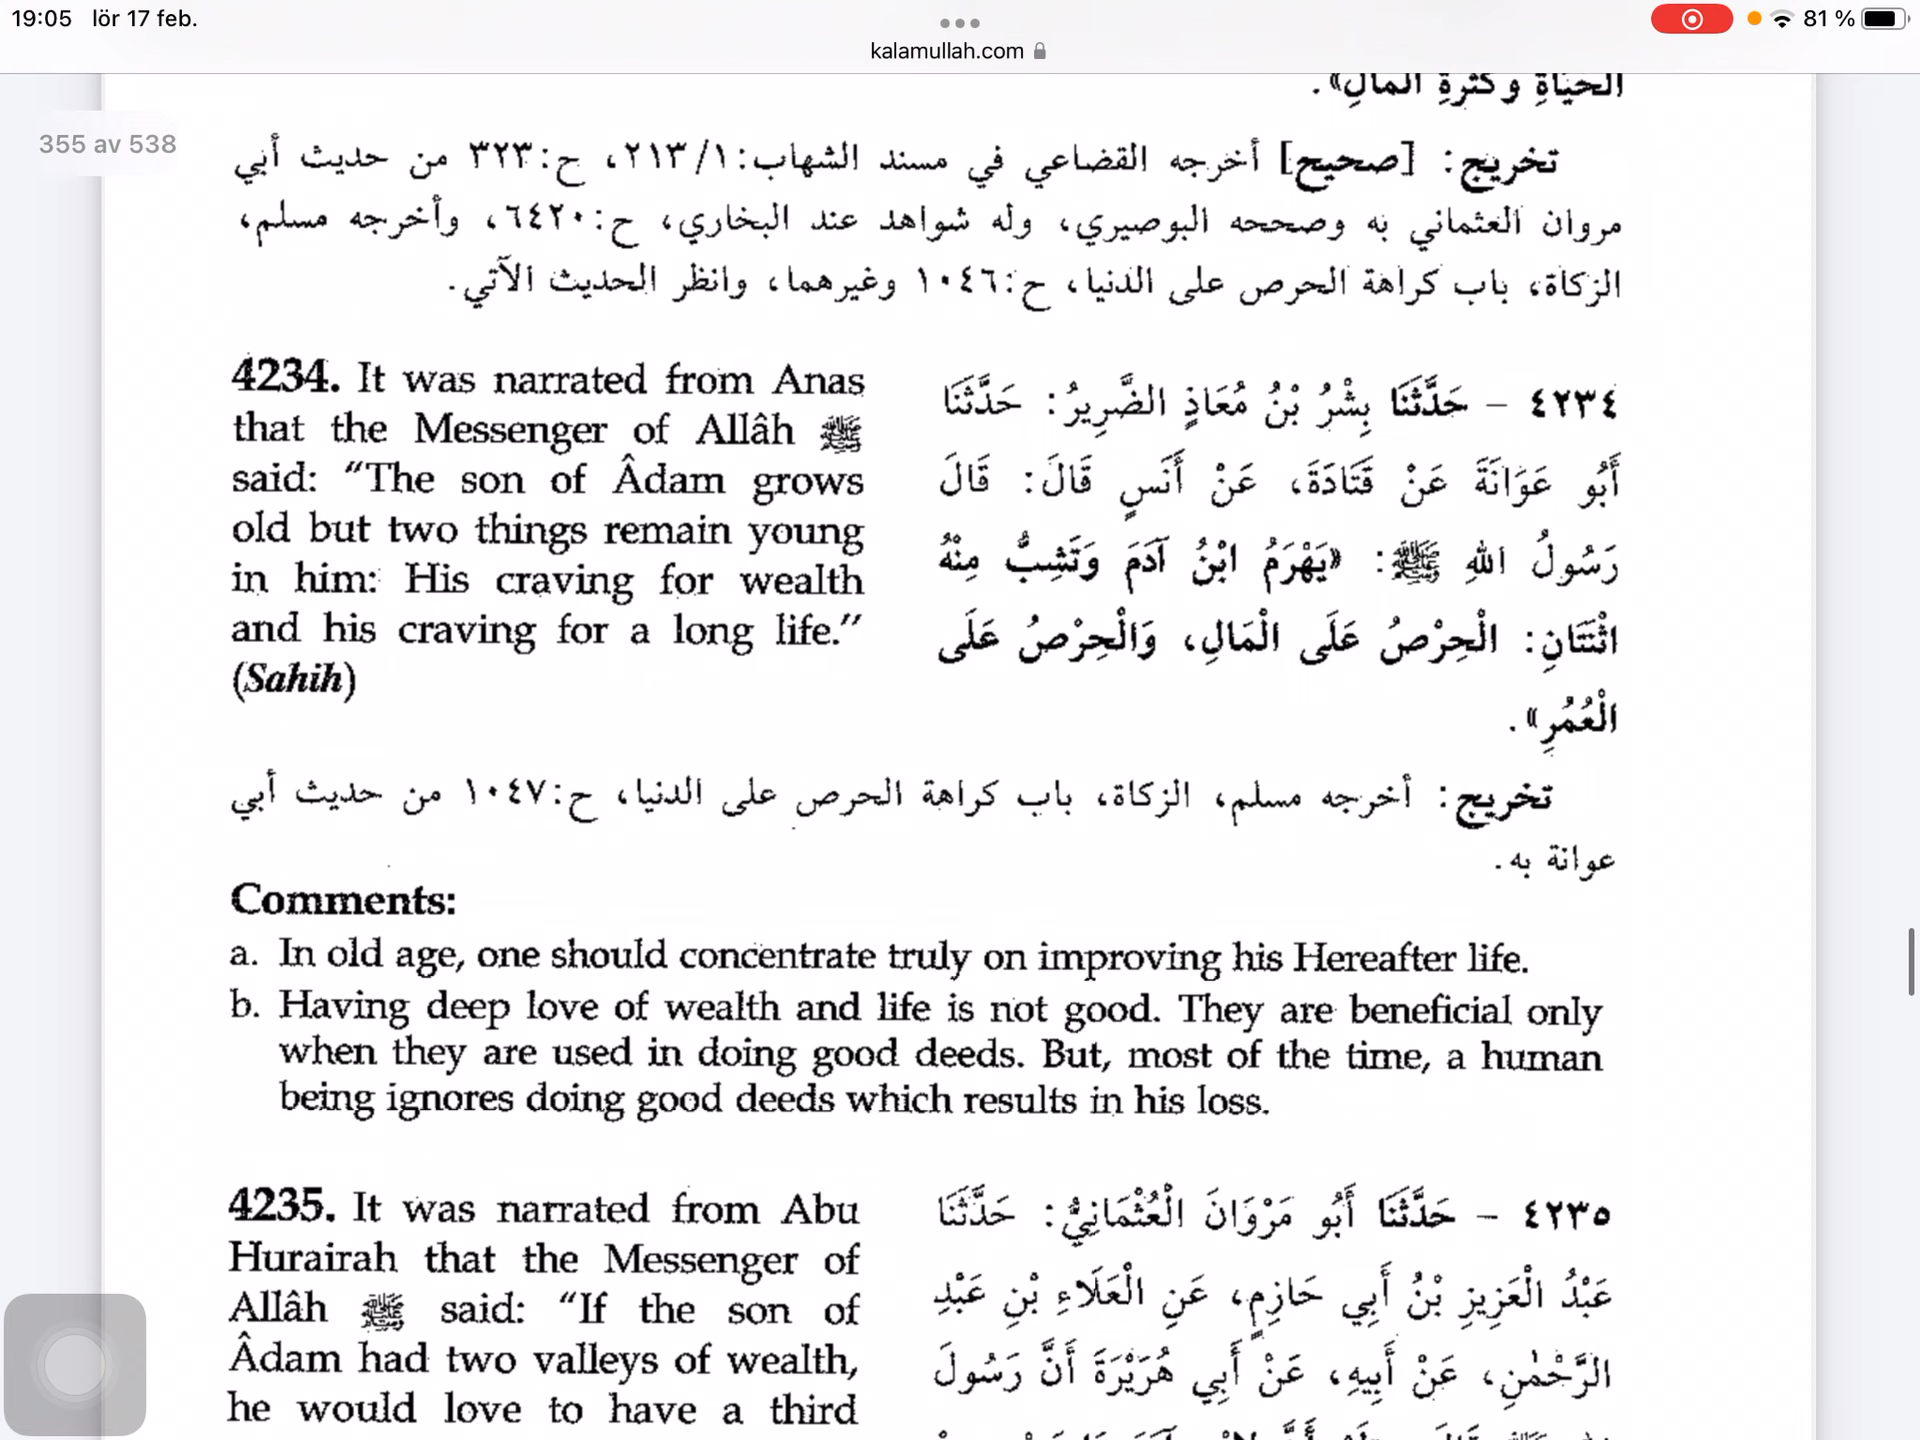 19:05 lör 17 feb.
81 %
kalamullah.com
355 av 538
الحَيَاةِ وَكَثْرَةِ المَالِ».
تخريج: [صحيح] أخرجه القضاعي في مسند الشهاب: ١/ ٢١٣، ح: ٣٢٣ من حديث أبي
مروان العثماني به وصححه البوصيري، وله شواهد عند البخاري، ح: ٦٤٢٠، وأخرجه مسلم،
الزكاة، باب كراهة الحرص على الدنيا، ح: ١٠٤٦ وغيرهما، وانظر الحديث الآتي.
4234. It was narrated from Anas
that the Messenger of Allâh ﷺ
said: “The son of Âdam grows
old but two things remain young
in him: His craving for wealth
and his craving for a long life.”
(Sahih)
٤٢٣٤ – حَدَّثَنَا بِشْرُ بْنُ مُعَاذٍ الضَّرِيرُ: حَدَّثَنَا
أَبُو عَوَانَةَ عَنْ قَتَادَةَ، عَنْ أَنَسٍ قَالَ: قَالَ
رَسُولُ اللهِ ﷺ: «يَهْرَمُ ابْنُ آدَمَ وَتَشِبُّ مِنْهُ
اثْنَتَانِ: الْحِرْصُ عَلَى الْمَالِ، وَالْحِرْصُ عَلَى
الْعُمُرِ».
تخريج: أخرجه مسلم، الزكاة، باب كراهة الحرص على الدنيا، ح: ١٠٤٧ من حديث أبي
عوانة به.
Comments:
a. In old age, one should concentrate truly on improving his Hereafter life.
b. Having deep love of wealth and life is not good. They are beneficial only
when they are used in doing good deeds. But, most of the time, a human
being ignores doing good deeds which results in his loss.
4235. It was narrated from Abu
Hurairah that the Messenger of
Allâh ﷺ said: “If the son of
Âdam had two valleys of wealth,
he would love to have a third
٤٢٣٥ – حَدَّثَنَا أَبُو مَرْوَانَ الْعُثْمَانِيُّ: حَدَّثَنَا
عَبْدُ الْعَزِيزِ بْنُ أَبِي حَازِمٍ، عَنِ الْعَلَاءِ بْنِ عَبْدِ
الرَّحْمٰنِ، عَنْ أَبِيهِ، عَنْ أَبِي هُرَيْرَةَ أَنَّ رَسُولَ